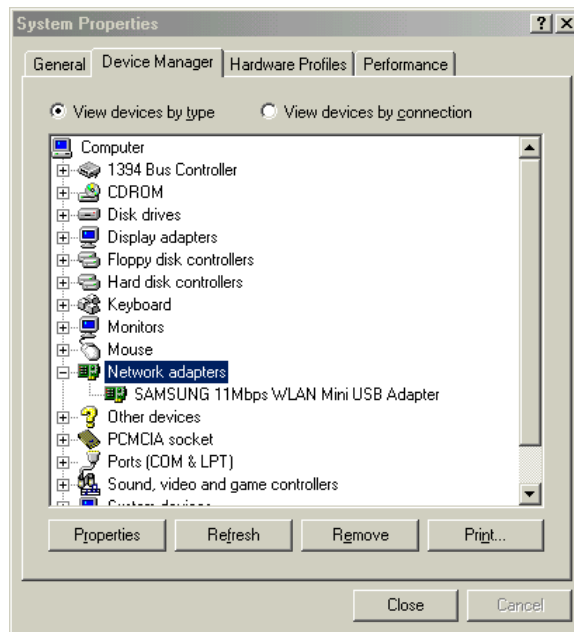 System Properties
General Device Manager Hardware Profiles Performance
View devices by type View devices by connection
Computer
1394 Bus Controller
CDROM
Disk drives
Display adapters
Floppy disk controllers
Hard disk controllers
Keyboard
Monitors
Mouse
Network adapters
SAMSUNG 11Mbps WLAN Mini USB Adapter
Other devices
PCMCIA socket
Ports (COM & LPT)
Sound, video and game controllers
System devices
Properties Refresh Remove Print...
Close Cancel